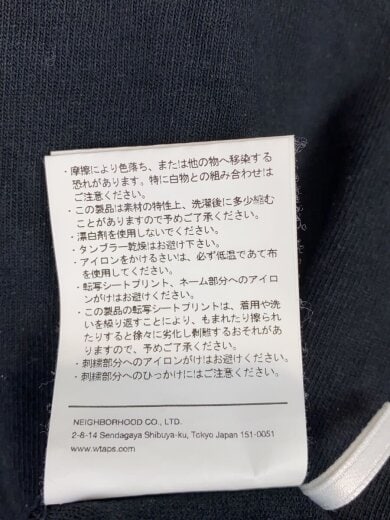 ・摩擦により色落ち、または他の物へ移染する
恐れがあります。特に白物との組み合わせは
ご注意ください。
・この製品は素材の特性上、洗濯後に多少縮む
ことがありますので予めご了承ください。
・漂白剤を使用しないでください。
・タンブラー乾燥はお避け下さい。
・アイロンをかけるさいは、必ず低温であて布
を使用してください。
・転写シートプリント、ネーム部分へのアイロ
ンがけはお避けください。
・この製品の転写シートプリントは、着用や洗
いを繰り返すことにより、もまれたり擦られ
たりすると徐々に劣化し剥離するおそれがあ
りますので、予めご了承ください。
・刺繍部分へのアイロンがけはお避けください。
・刺繍部分へのひっかけにはご注意ください。
NEIGHBORHOOD CO., LTD.
2-8-14 Sendagaya Shibuya-ku, Tokyo Japan 151-0051
www.wtaps.com